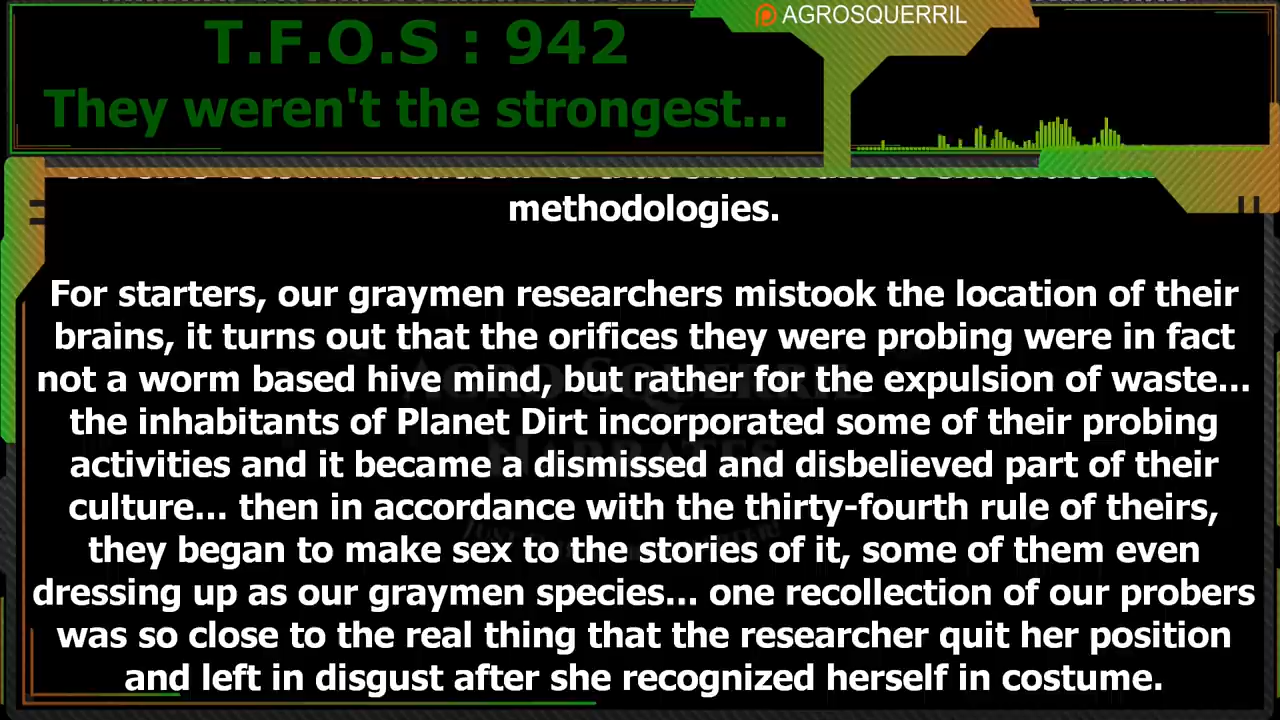 AGROSQUERRIL
T.F.O.S : 942
They weren't the strongest...
methodologies.
For starters, our graymen researchers mistook the location of their
brains, it turns out that the orifices they were probing were in fact
not a worm based hive mind, but rather for the expulsion of waste...
the inhabitants of Planet Dirt incorporated some of their probing
activities and it became a dismissed and disbelieved part of their
culture... then in accordance with the thirty-fourth rule of theirs,
they began to make sex to the stories of it, some of them even
dressing up as our graymen species... one recollection of our probers
was so close to the real thing that the researcher quit her position
and left in disgust after she recognized herself in costume.